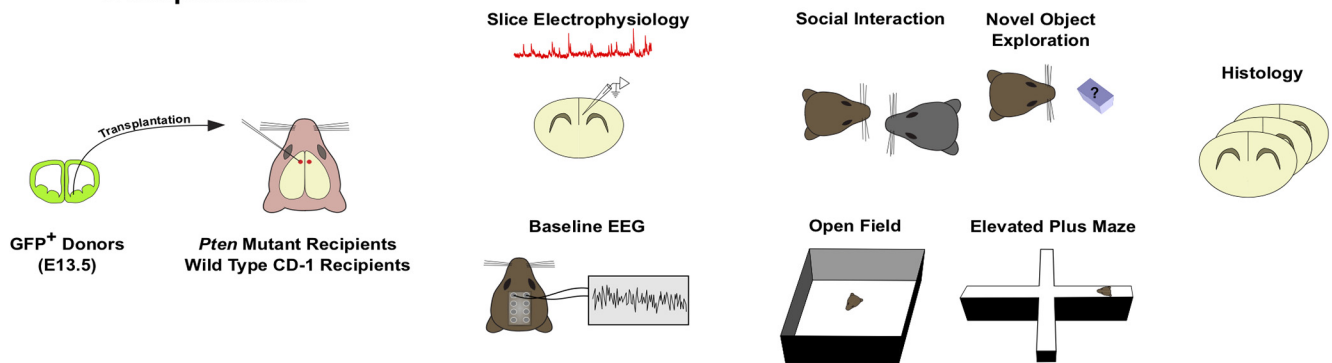 Slice Electrophysiology
Social Interaction
Novel Object
Exploration
Histology
?
Transplantation
GFP+ Donors
(E13.5)
Pten Mutant Recipients
Wild Type CD-1 Recipients
Baseline EEG
Open Field
Elevated Plus Maze